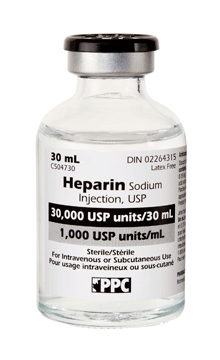 30 mL
DIN 02264315
CS04730
Latex Free
Heparin Sodium
Injection, USP
30,000 USP units/30 mL
1,000 USP units/mL
Sterile/Stérile
For Intravenous or Subcutaneous Use
Pour usage intraveineux ou sous-cutané
PPC